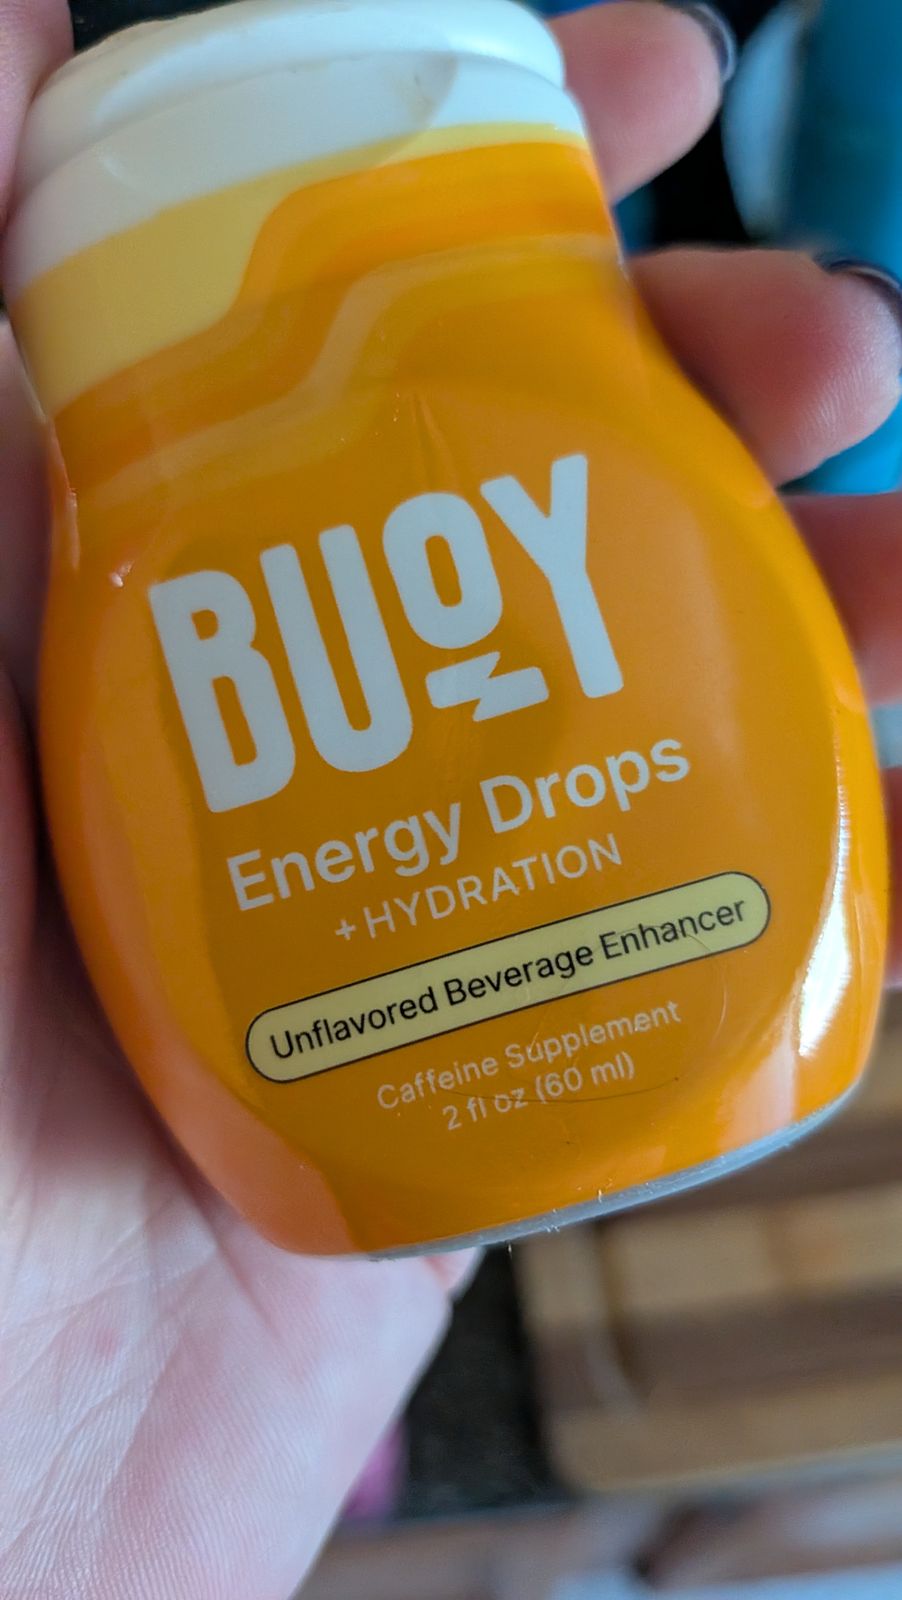 BUOY
Energy Drops
+HYDRATION
Unflavored Beverage Enhancer
Caffeine Supplement
2 fl oz (60 ml)